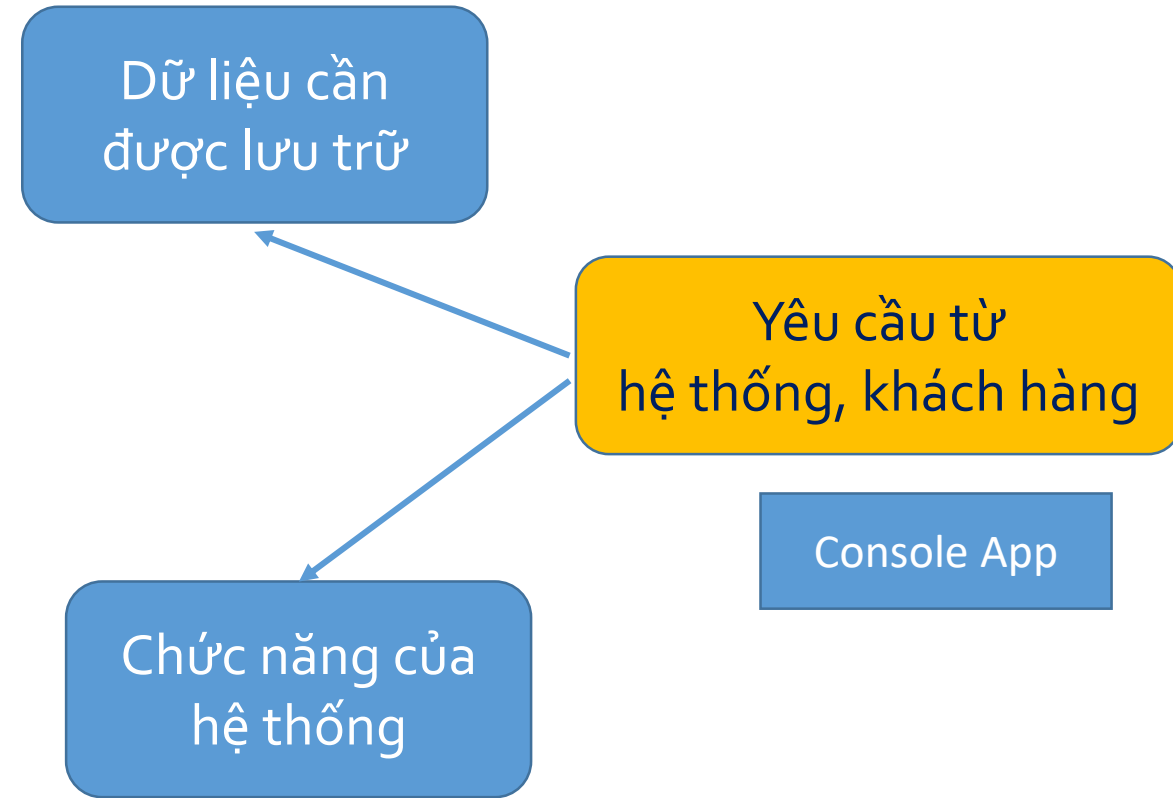 Dữ liệu cần
được lưu trữ
Yêu cầu từ
hệ thống, khách hàng
Console App
Chức năng của
hệ thống